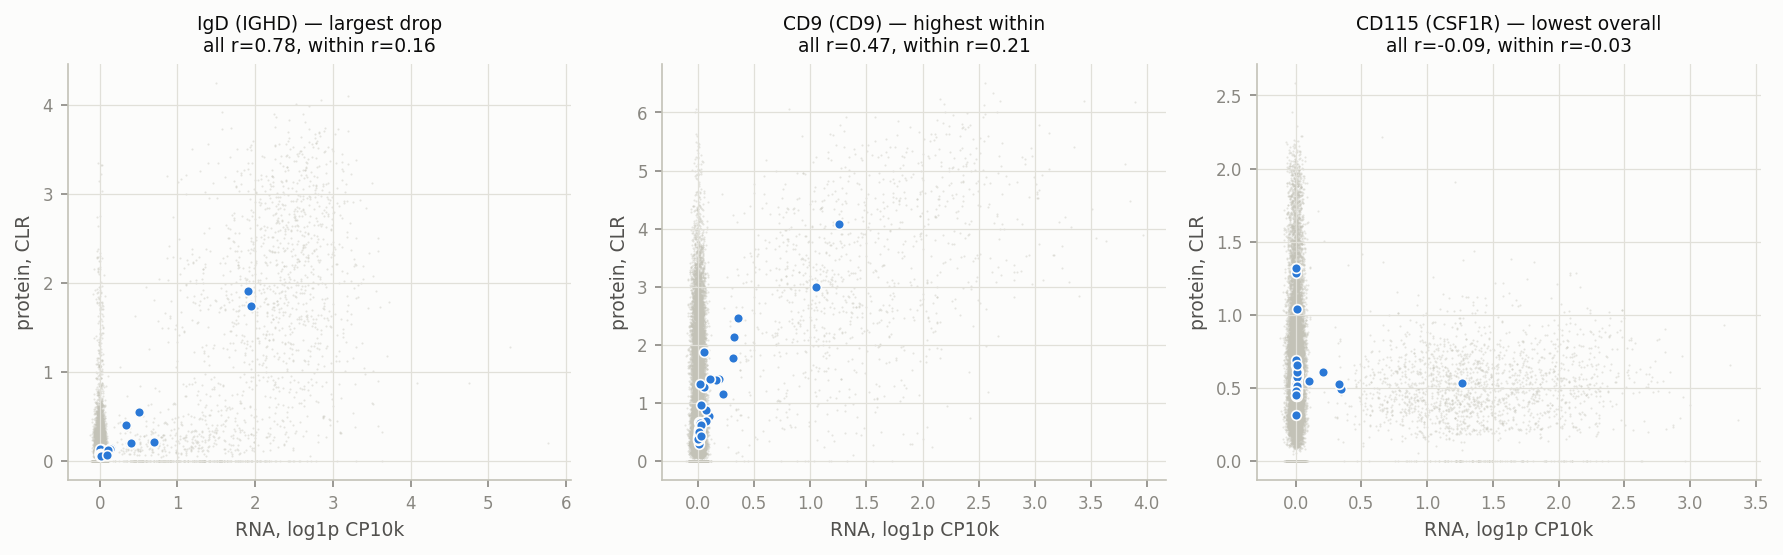 IgD (IGHD) — largest drop
all r=0.78, within r=0.16
4
3
2
1
0
protein, CLR
0 1 2 3 4 5 6
RNA, log1p CP10k
CD9 (CD9) — highest within
all r=0.47, within r=0.21
6
5
4
3
2
1
0
protein, CLR
0.0 0.5 1.0 1.5 2.0 2.5 3.0 3.5 4.0
RNA, log1p CP10k
CD115 (CSF1R) — lowest overall
all r=-0.09, within r=-0.03
2.5
2.0
1.5
1.0
0.5
0.0
protein, CLR
0.0 0.5 1.0 1.5 2.0 2.5 3.0 3.5
RNA, log1p CP10k